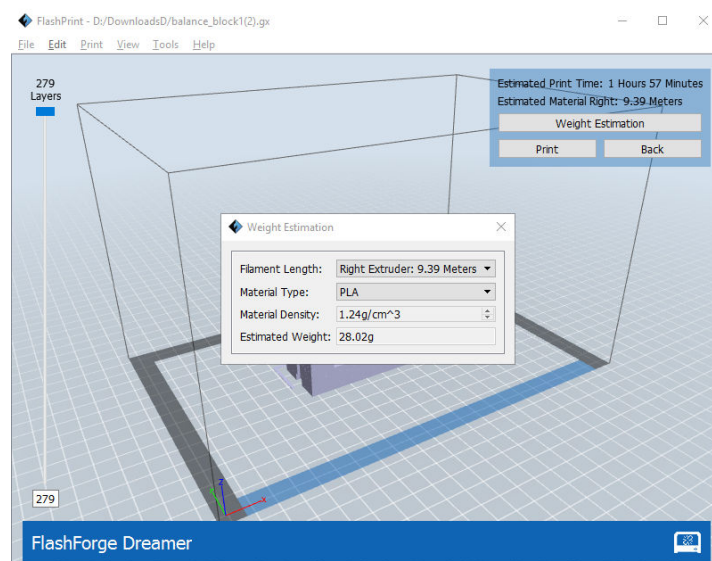 FlashPrint - D:/DownloadsD/balance_block1(2).gx
File Edit Print View Tools Help
279
Layers
Estimated Print Time: 1 Hours 57 Minutes
Estimated Material Right: 9.39 Meters
Weight Estimation
Print Back
Weight Estimation
Filament Length: Right Extruder: 9.39 Meters
Material Type: PLA
Material Density: 1.24g/cm^3
Estimated Weight: 28.02g
Z
X
279
FlashForge Dreamer